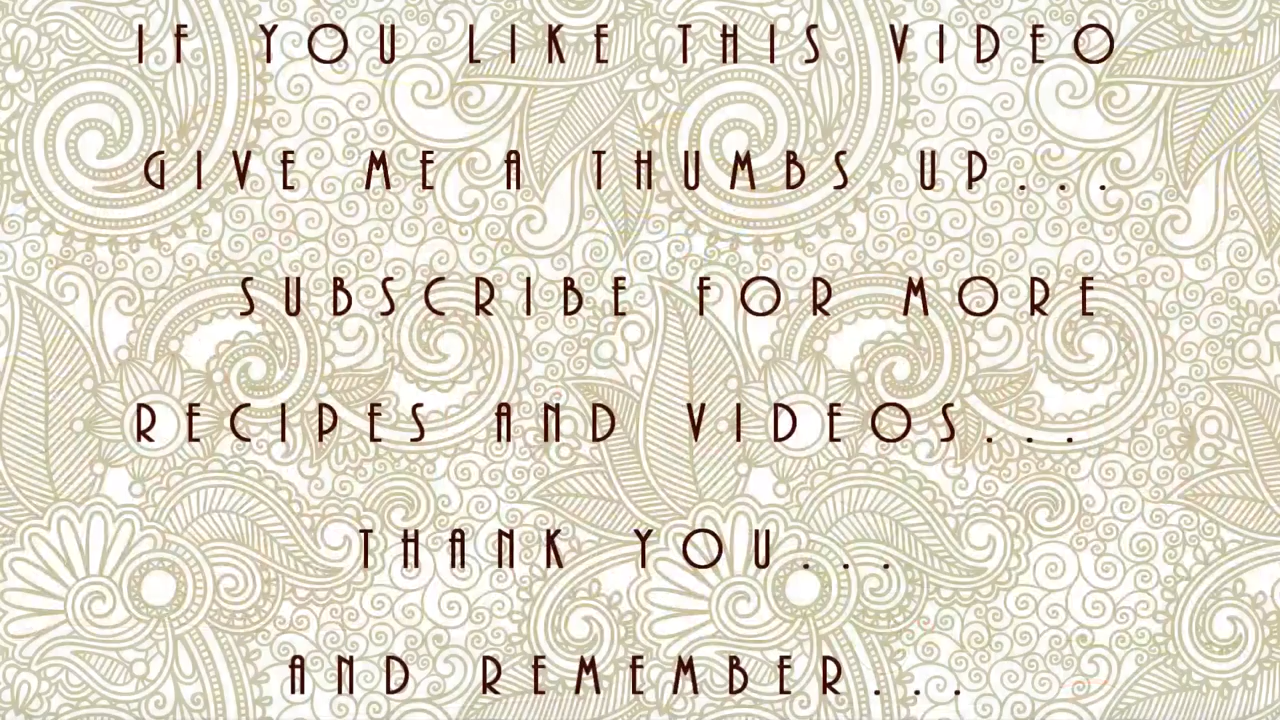 IF YOU LIKE THIS VIDEO
GIVE ME A THUMBS UP...
SUBSCRIBE FOR MORE
RECIPES AND VIDEOS...
THANK YOU...
AND REMEMBER...